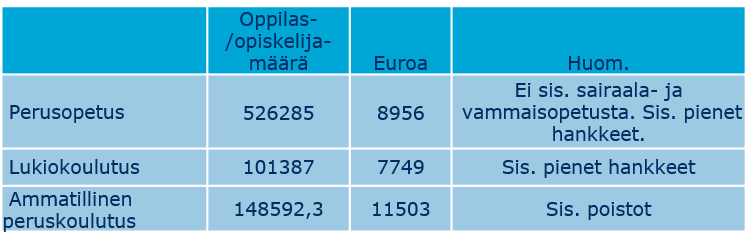 Oppilas-
/opiskelija-
määrä Euroa Huom.
Perusopetus 526285 8956 Ei sis. sairaala- ja
vammaisopetusta. Sis. pienet
hankkeet.
Lukiokoulutus 101387 7749 Sis. pienet hankkeet
Ammatillinen
peruskoulutus 148592,3 11503 Sis. poistot